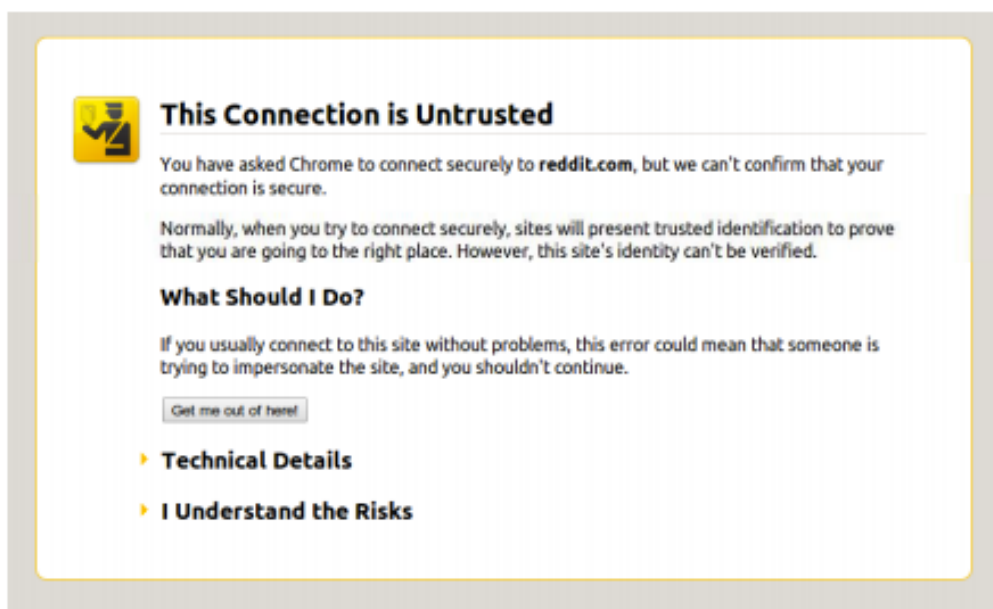 This Connection is Untrusted
You have asked Chrome to connect securely to reddit.com, but we can't confirm that your
connection is secure.
Normally, when you try to connect securely, sites will present trusted identification to prove
that you are going to the right place. However, this site's identity can't be verified.
What Should I Do?
If you usually connect to this site without problems, this error could mean that someone is
trying to impersonate the site, and you shouldn't continue.
Get me out of here!
Technical Details
I Understand the Risks